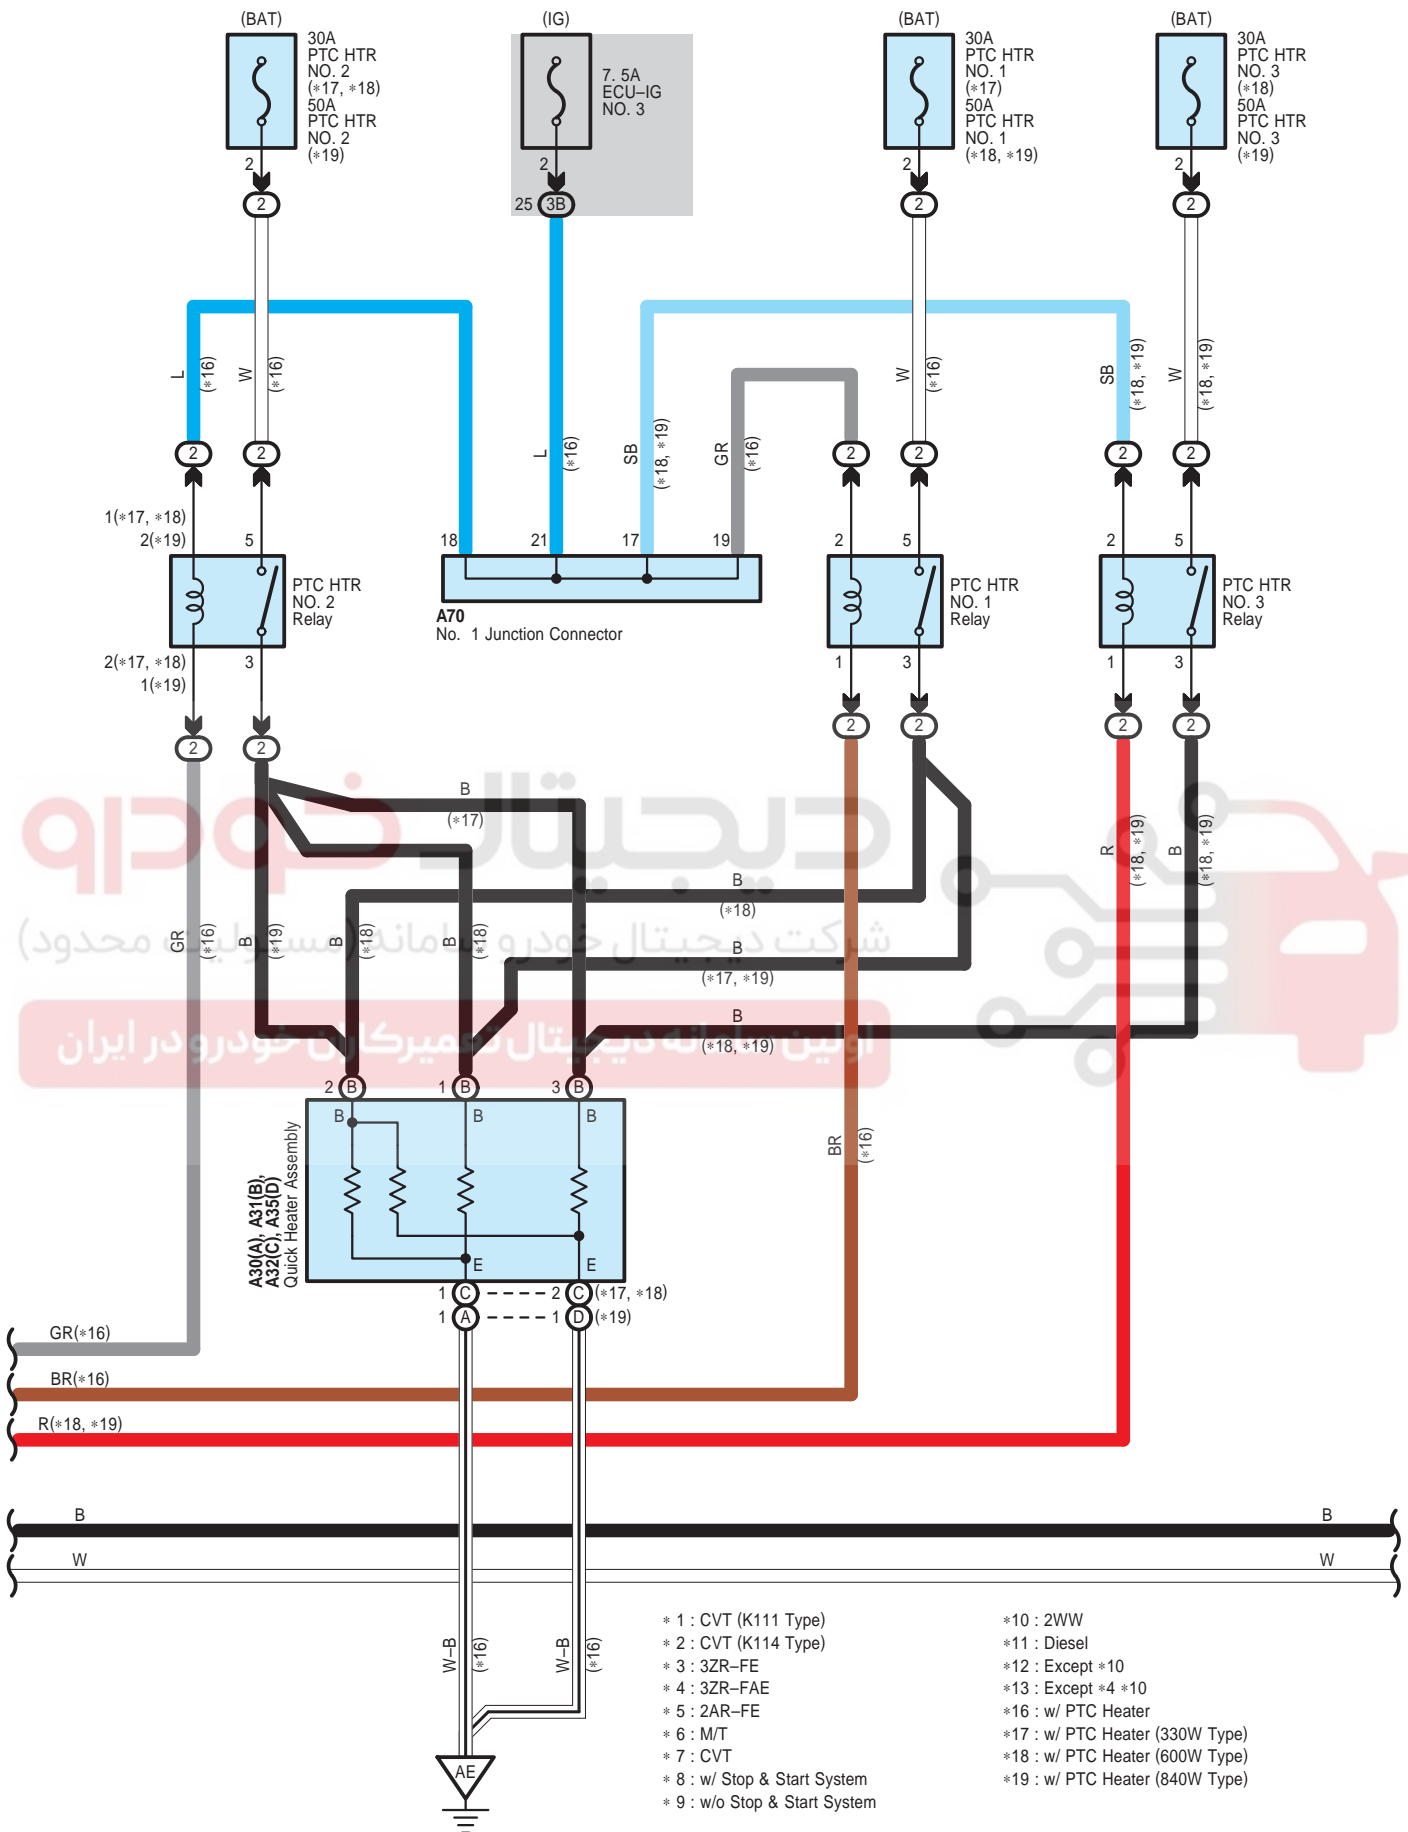 (BAT)
(IG)
(BAT)
(BAT)
30A
PTC HTR
NO. 2
(*17, *18)
50A
PTC HTR
NO. 2
(*19)
7. 5A
ECU–IG
NO. 3
30A
PTC HTR
NO. 1
(*17)
50A
PTC HTR
NO. 1
(*18, *19)
30A
PTC HTR
NO. 3
(*18)
50A
PTC HTR
NO. 3
(*19)
2
2
2
2
2
25
3B
2
2
L
(*16)
W
(*16)
L
(*16)
SB
(*18, *19)
GR
(*16)
W
(*16)
SB
(*18, *19)
W
(*18, *19)
2
2
2
2
2
2
1(*17, *18)
2(*19)
5
18
21
17
19
2
5
2
5
PTC HTR
NO. 2
Relay
A70
No. 1 Junction Connector
PTC HTR
NO. 1
Relay
PTC HTR
NO. 3
Relay
2(*17, *18)
1(*19)
3
1
3
1
3
2
2
2
2
2
2
B
(*17)
دیجیتال خودرو
B
(*18)
R
(*18, *19)
B
(*18, *19)
شرکت دیجیتال خودرو سامانه (مسئولیت محدود)
GR
(*16)
B
(*19)
B
(*18)
B
(*18)
B
(*17, *19)
B
(*18, *19)
اولین سامانه دیجیتال تعمیرکاران خودرو در ایران
2
B
1
B
3
B
B
B
B
BR
(*16)
A30(A), A31(B),
A32(C), A35(D)
Quick Heater Assembly
E
E
1
C
2
C
(*17, *18)
1
A
1
D
(*19)
GR(*16)
BR(*16)
R(*18, *19)
B
B
W
W
W–B
(*16)
W–B
(*16)
AE
* 1 : CVT (K111 Type)
* 2 : CVT (K114 Type)
* 3 : 3ZR–FE
* 4 : 3ZR–FAE
* 5 : 2AR–FE
* 6 : M/T
* 7 : CVT
* 8 : w/ Stop & Start System
* 9 : w/o Stop & Start System
*10 : 2WW
*11 : Diesel
*12 : Except *10
*13 : Except *4 *10
*16 : w/ PTC Heater
*17 : w/ PTC Heater (330W Type)
*18 : w/ PTC Heater (600W Type)
*19 : w/ PTC Heater (840W Type)